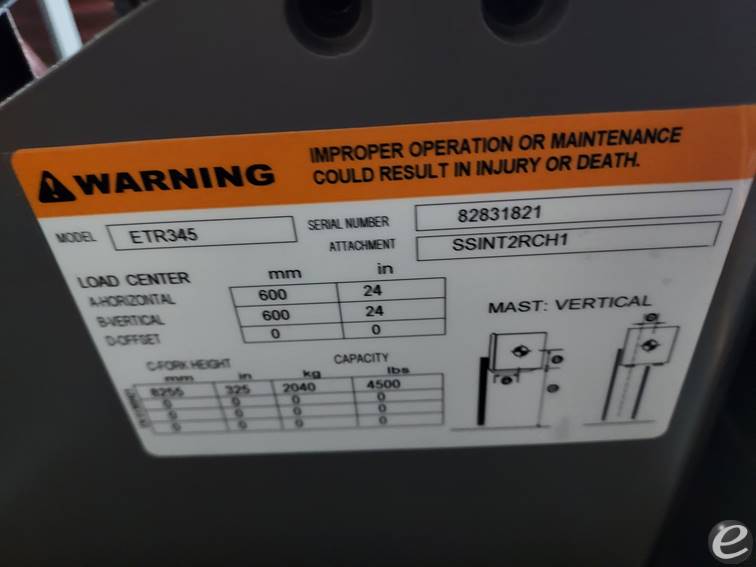 WARNING
IMPROPER OPERATION OR MAINTENANCE
COULD RESULT IN INJURY OR DEATH.
MODEL ETR345
SERIAL NUMBER 82831821
ATTACHMENT SSINT2RCH1
LOAD CENTER mm in
A-HORIZONTAL 600 24
B-VERTICAL 600 24
D-OFFSET 0 0
C-FORK HEIGHT CAPACITY
mm in kg lbs
8255 325 2040 4500
0 0 0 0
0 0 0 0
0 0 0 0
MAST: VERTICAL
e